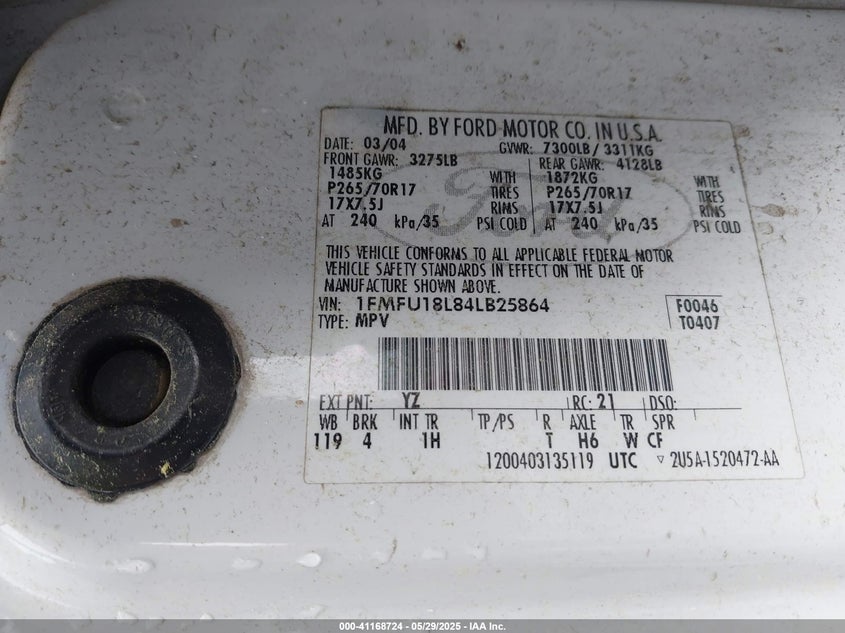 MFD. BY FORD MOTOR CO. IN U.S.A.
DATE: 03/04 GVWR: 7300LB / 3311KG
FRONT GAWR: 3275LB REAR GAWR: 4128LB
1485KG WITH 1872KG WITH
P265/70R17 TIRES P265/70R17 TIRES
17X7.5J RIMS 17X7.5J RIMS
AT 240 kPa/35 PSI COLD AT 240 kPa/35 PSI COLD
Ford
THIS VEHICLE CONFORMS TO ALL APPLICABLE FEDERAL MOTOR
VEHICLE SAFETY STANDARDS IN EFFECT ON THE DATE OF
MANUFACTURE SHOWN ABOVE.
VIN: 1FMFU18L84LB25864 F0046
TYPE: MPV T0407
EXT PNT: YZ RC: 21 DSO:
WB BRK INT TR TP/PS R AXLE TR SPR
119 4 1H T H6 W CF
1200403135119 UTC ▽ 2U5A-1520472-AA
000-41168724 - 05/29/2025 - IAA Inc.